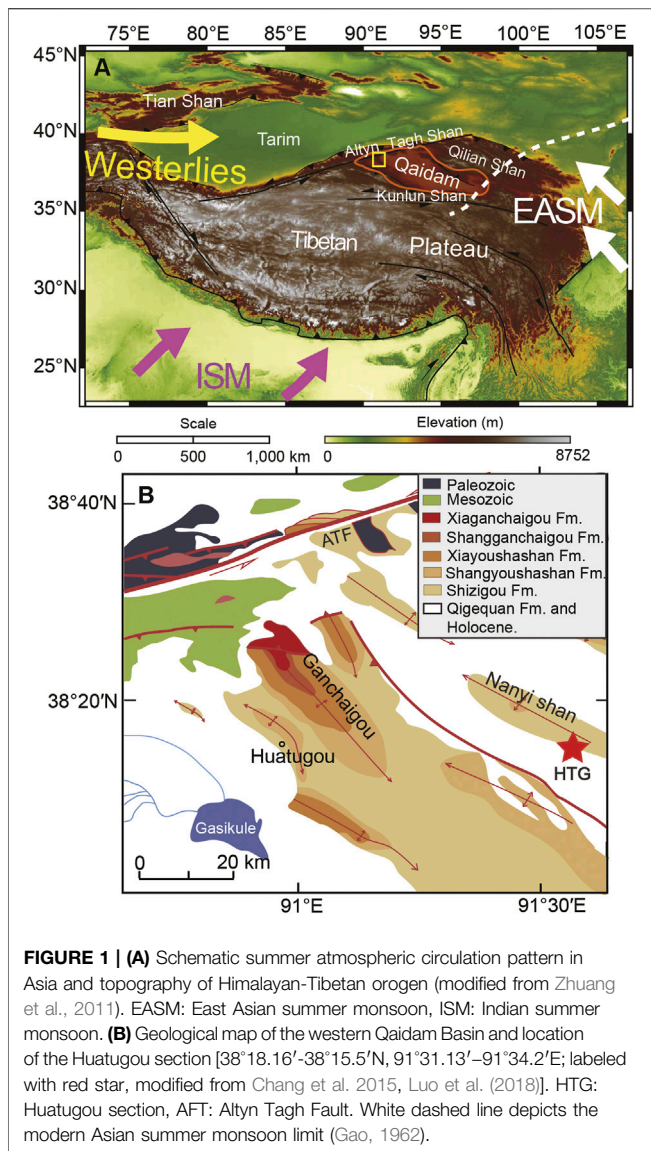 75°E 80°E 85°E 90°E 95°E 100°E 105°E
45°N
A
Tian Shan
40°N
Westerlies
Tarim
Altyn Tagh Shan
Qilian Shan
Qaidam
Kunlun Shan
35°N
EASM
Tibetan Plateau
30°N
25°N
ISM
Scale
Elevation (m)
0 500 1,000 km
0 8752
B
38°40'N
ATF
Paleozoic
Mesozoic
Xiaganchaigou Fm.
Shangganchaigou Fm.
Xiayoushashan Fm.
Shangyoushashan Fm.
Shizigou Fm.
Qigequan Fm. and
Holocene.
38°20'N
Ganchaigou
Nanyi shan
Huatugou
HTG
Gasikule
0 20 km
91°E 91°30'E
FIGURE 1 | (A) Schematic summer atmospheric circulation pattern in
Asia and topography of Himalayan-Tibetan orogen (modified from Zhuang
et al., 2011). EASM: East Asian summer monsoon, ISM: Indian summer
monsoon. (B) Geological map of the western Qaidam Basin and location
of the Huatugou section [38°18.16′-38°15.5′N, 91°31.13′–91°34.2′E; labeled
with red star, modified from Chang et al. 2015, Luo et al. (2018)]. HTG:
Huatugou section, AFT: Altyn Tagh Fault. White dashed line depicts the
modern Asian summer monsoon limit (Gao, 1962).